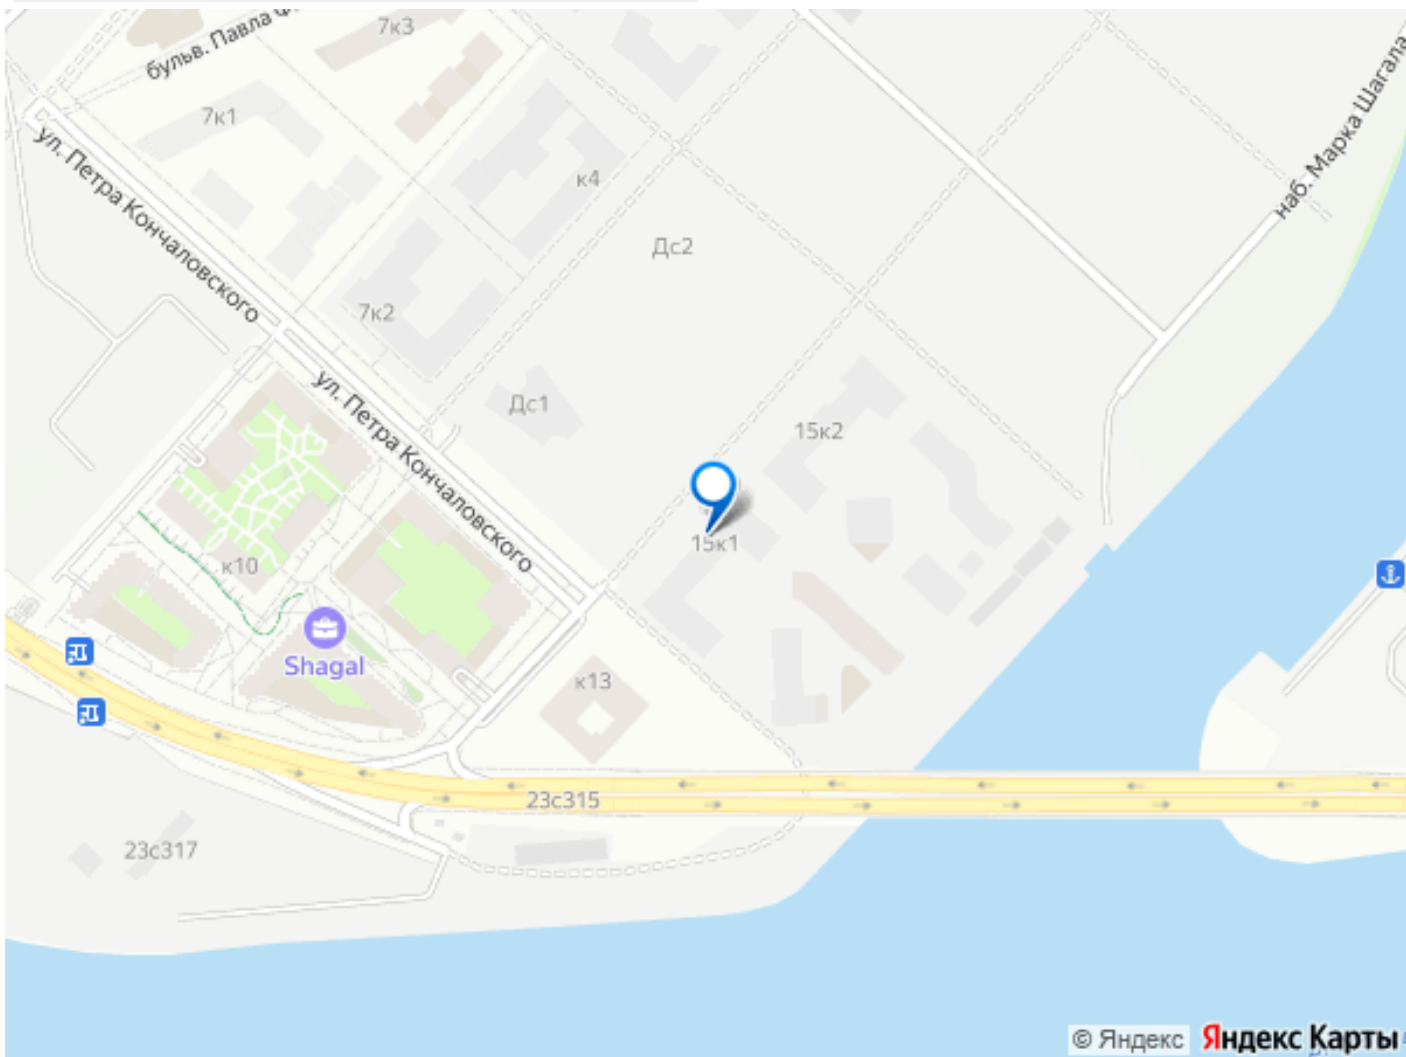 бульв. Павла Ф
7к3
7к1
ул. Петра Кончаловского
к4
7к2
Дс2
наб. Марка Шагала
ул. Петра Кончаловского
Дс1
15к2
15к1
к10
Shagal
к13
23с315
23с317
© Яндекс Яндекс Карты